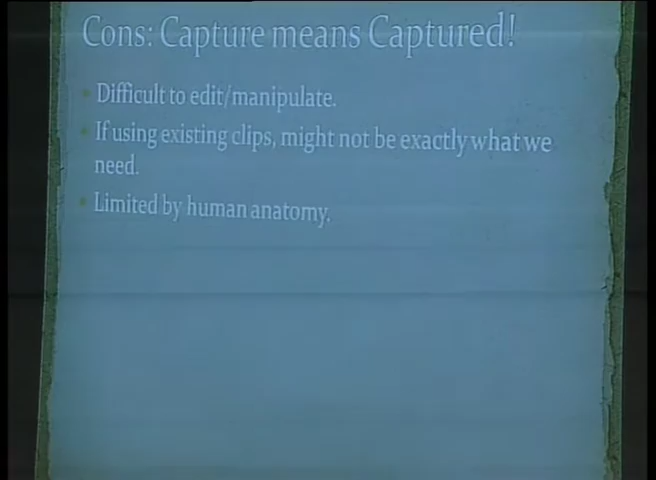 Cons: Capture means Captured!
Difficult to edit/manipulate.
If using existing clips, might not be exactly what we
need.
Limited by human anatomy.